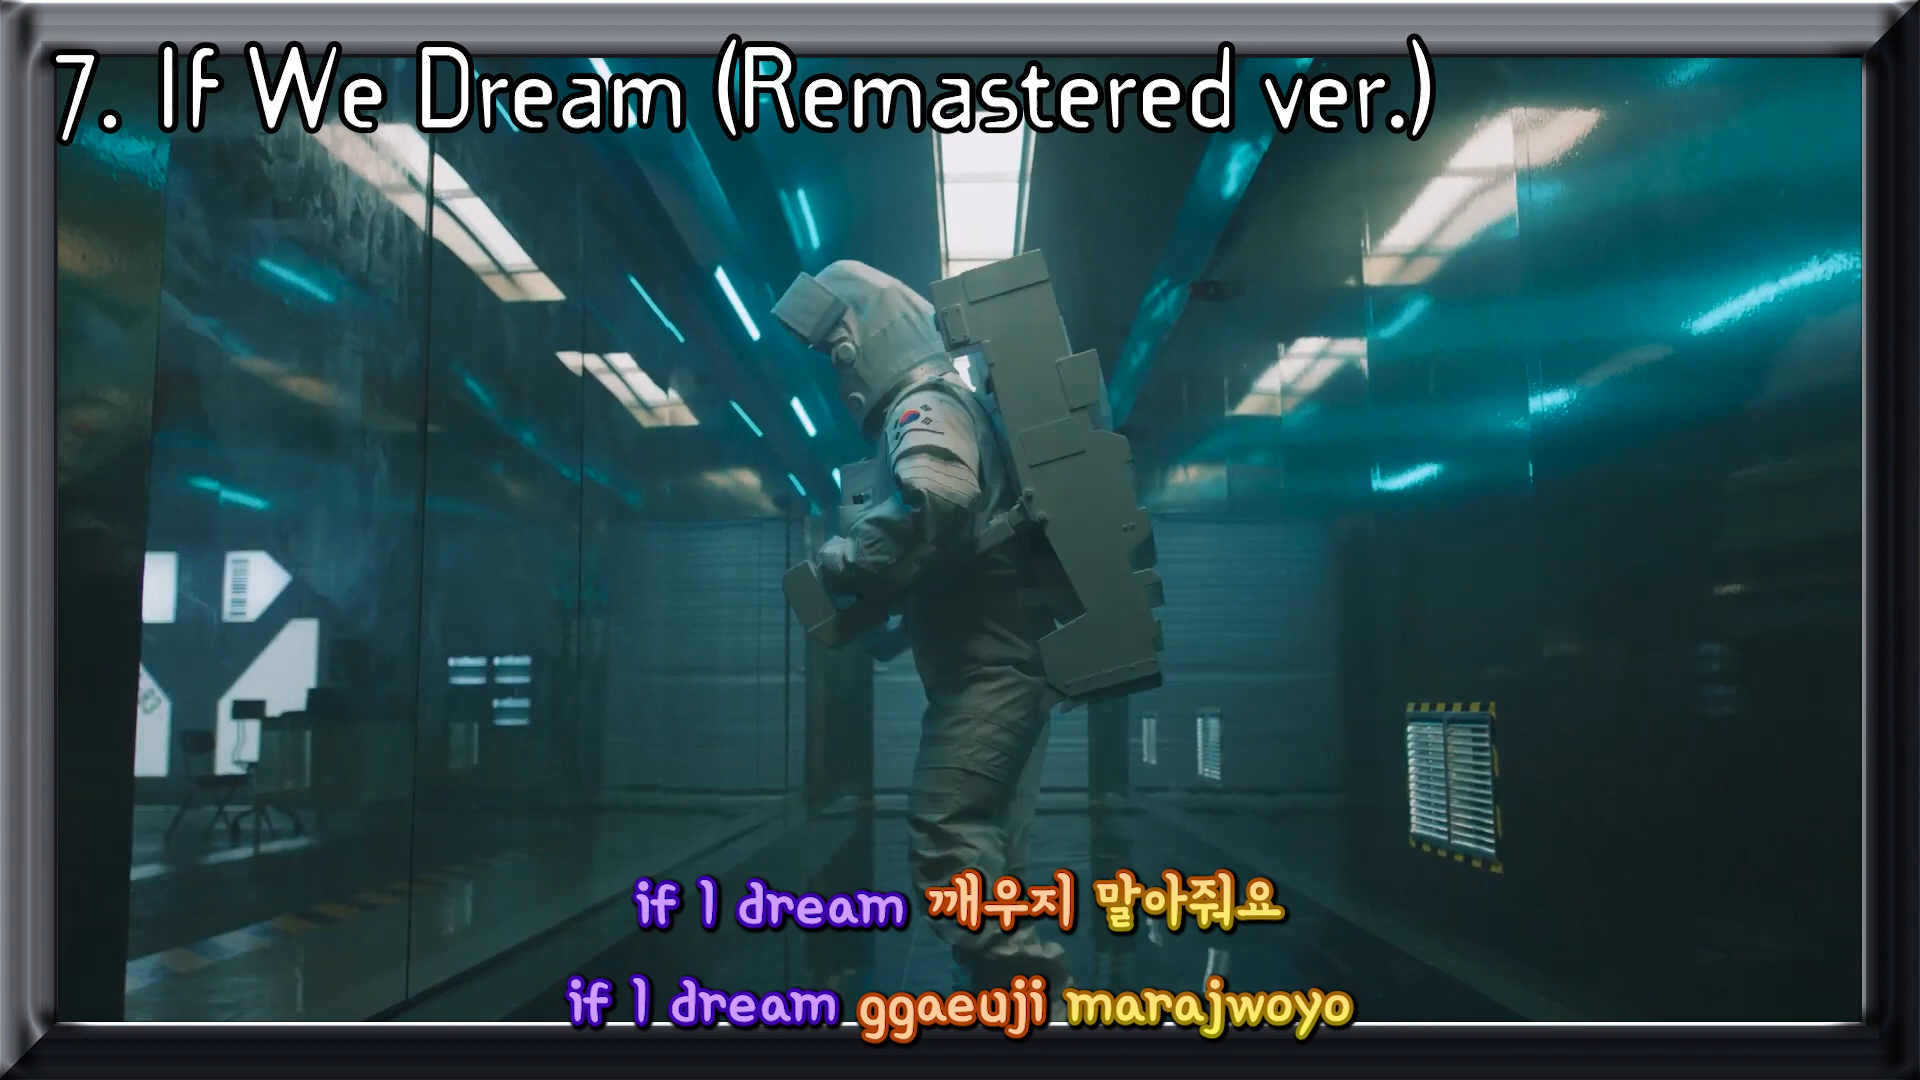 7. If We Dream (Remastered ver.)
if I dream 깨우지 말아줘요
if I dream ggaeuji marajwoyo